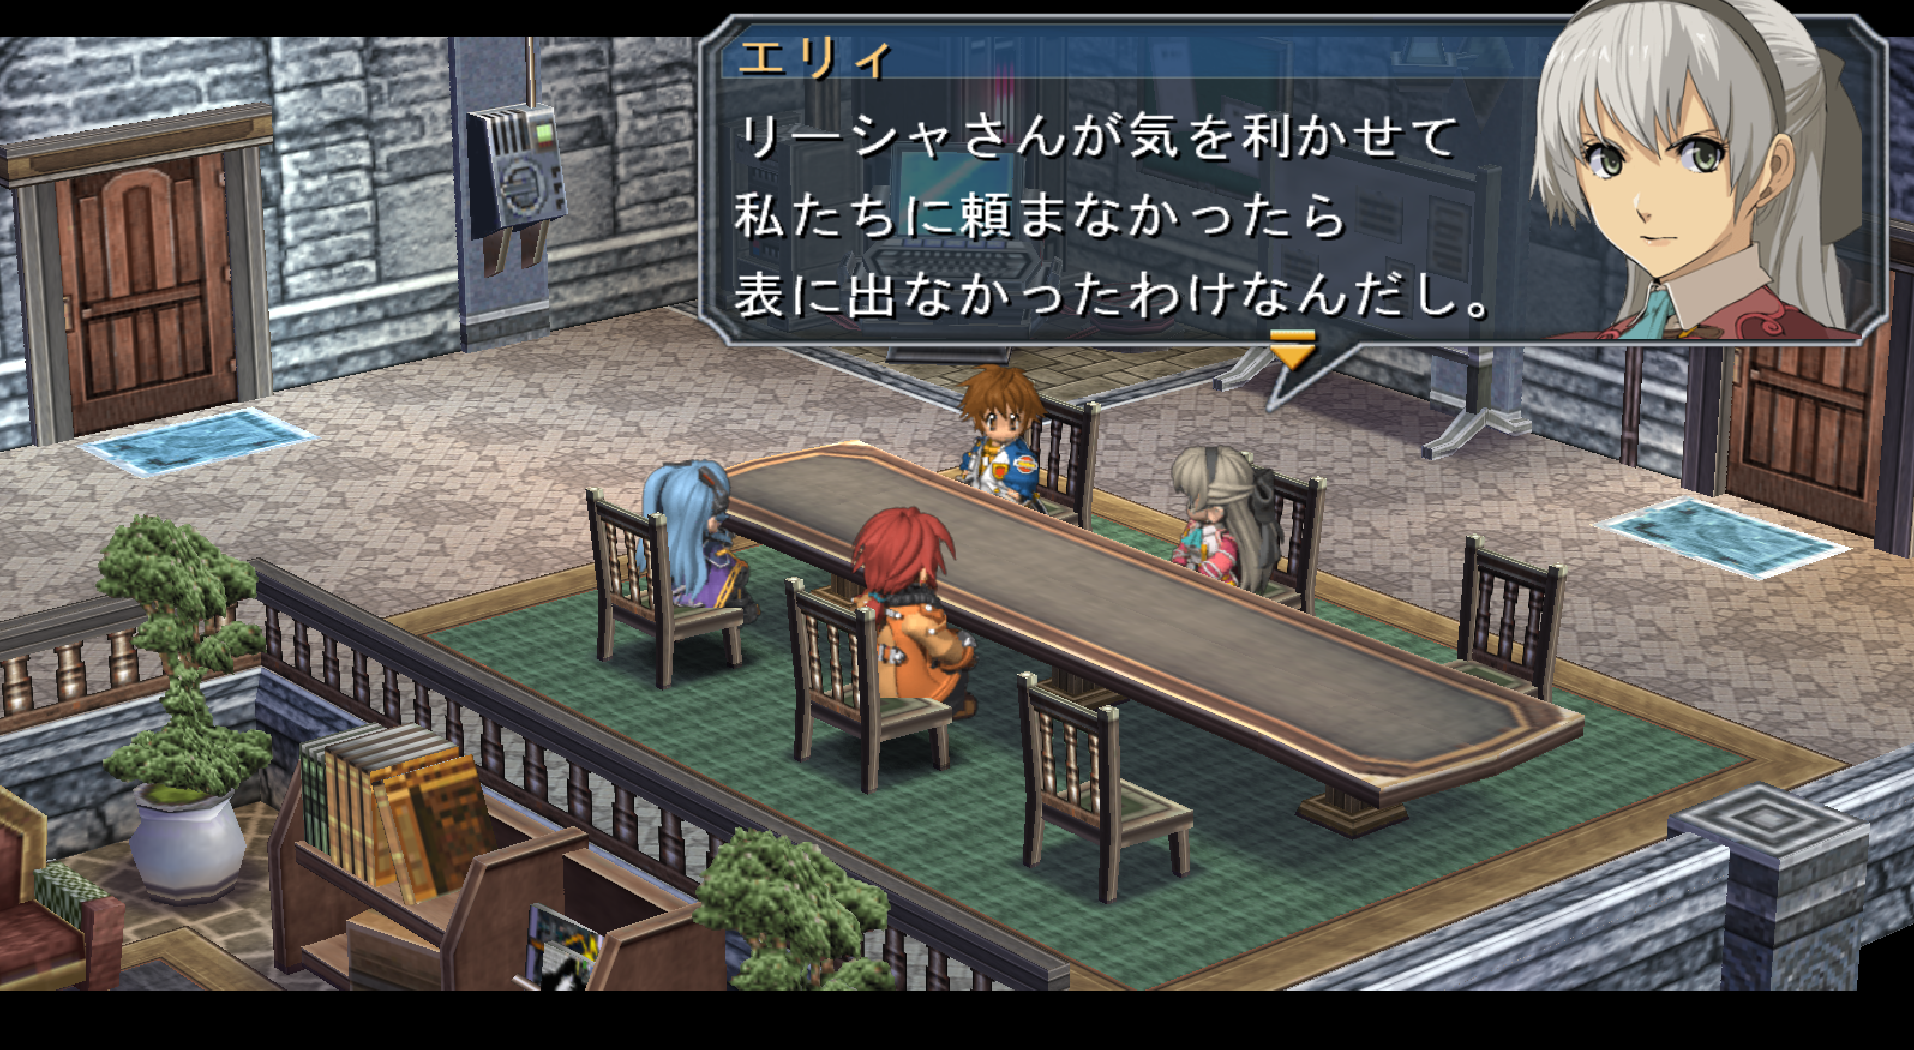 エリィ
リーシャさんが気を利かせて
私たちに頼まなかったら
表に出なかったわけなんだし。